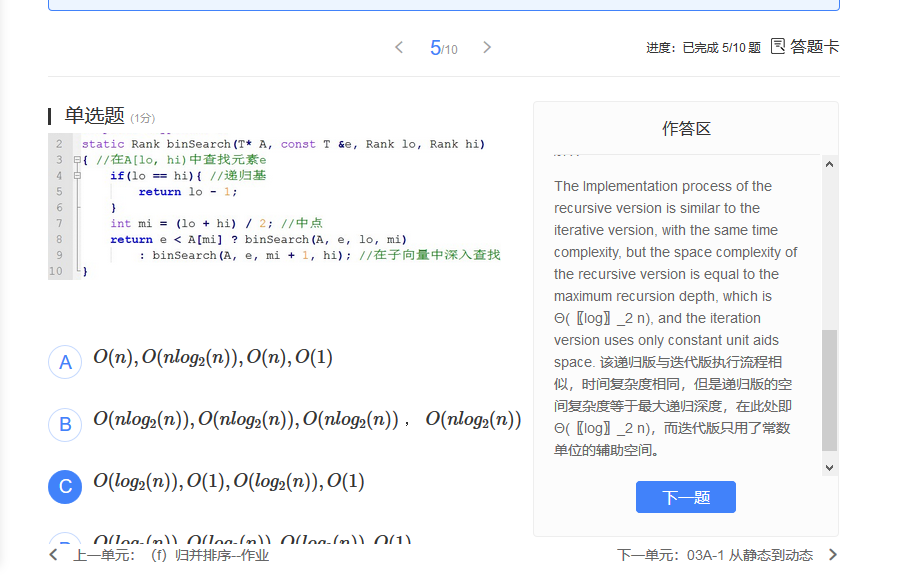 5/10
进度：已完成 5/10 题 答题卡
单选题 (1分)
作答区
2 static Rank binSearch(T* A, const T &e, Rank lo, Rank hi)
3 { //在A[lo, hi)中查找元素e
4 if(lo == hi){ //递归基
5 return lo - 1;
6 }
7 int mi = (lo + hi) / 2; //中点
8 return e < A[mi] ? binSearch(A, e, lo, mi)
9 : binSearch(A, e, mi + 1, hi); //在子向量中深入查找
10 }
A O(n), O(nlog₂(n)), O(n), O(1)
B O(nlog₂(n)), O(nlog₂(n)), O(nlog₂(n))， O(nlog₂(n))
C O(log₂(n)), O(1), O(log₂(n)), O(1)
D O(log₂(n)), O(log₂(n)), O(log₂(n)), O(1)
The Implementation process of the
recursive version is similar to the
iterative version, with the same time
complexity, but the space complexity of
the recursive version is equal to the
maximum recursion depth, which is
Θ(〖log〗_2 n), and the iteration
version uses only constant unit aids
space. 该递归版与迭代版执行流程相
似，时间复杂度相同，但是递归版的空
间复杂度等于最大递归深度，在此处即
Θ(〖log〗_2 n)，而迭代版只用了常数
单位的辅助空间。
下一题
上一单元：（f）归并排序--作业
下一单元：03A-1 从静态到动态